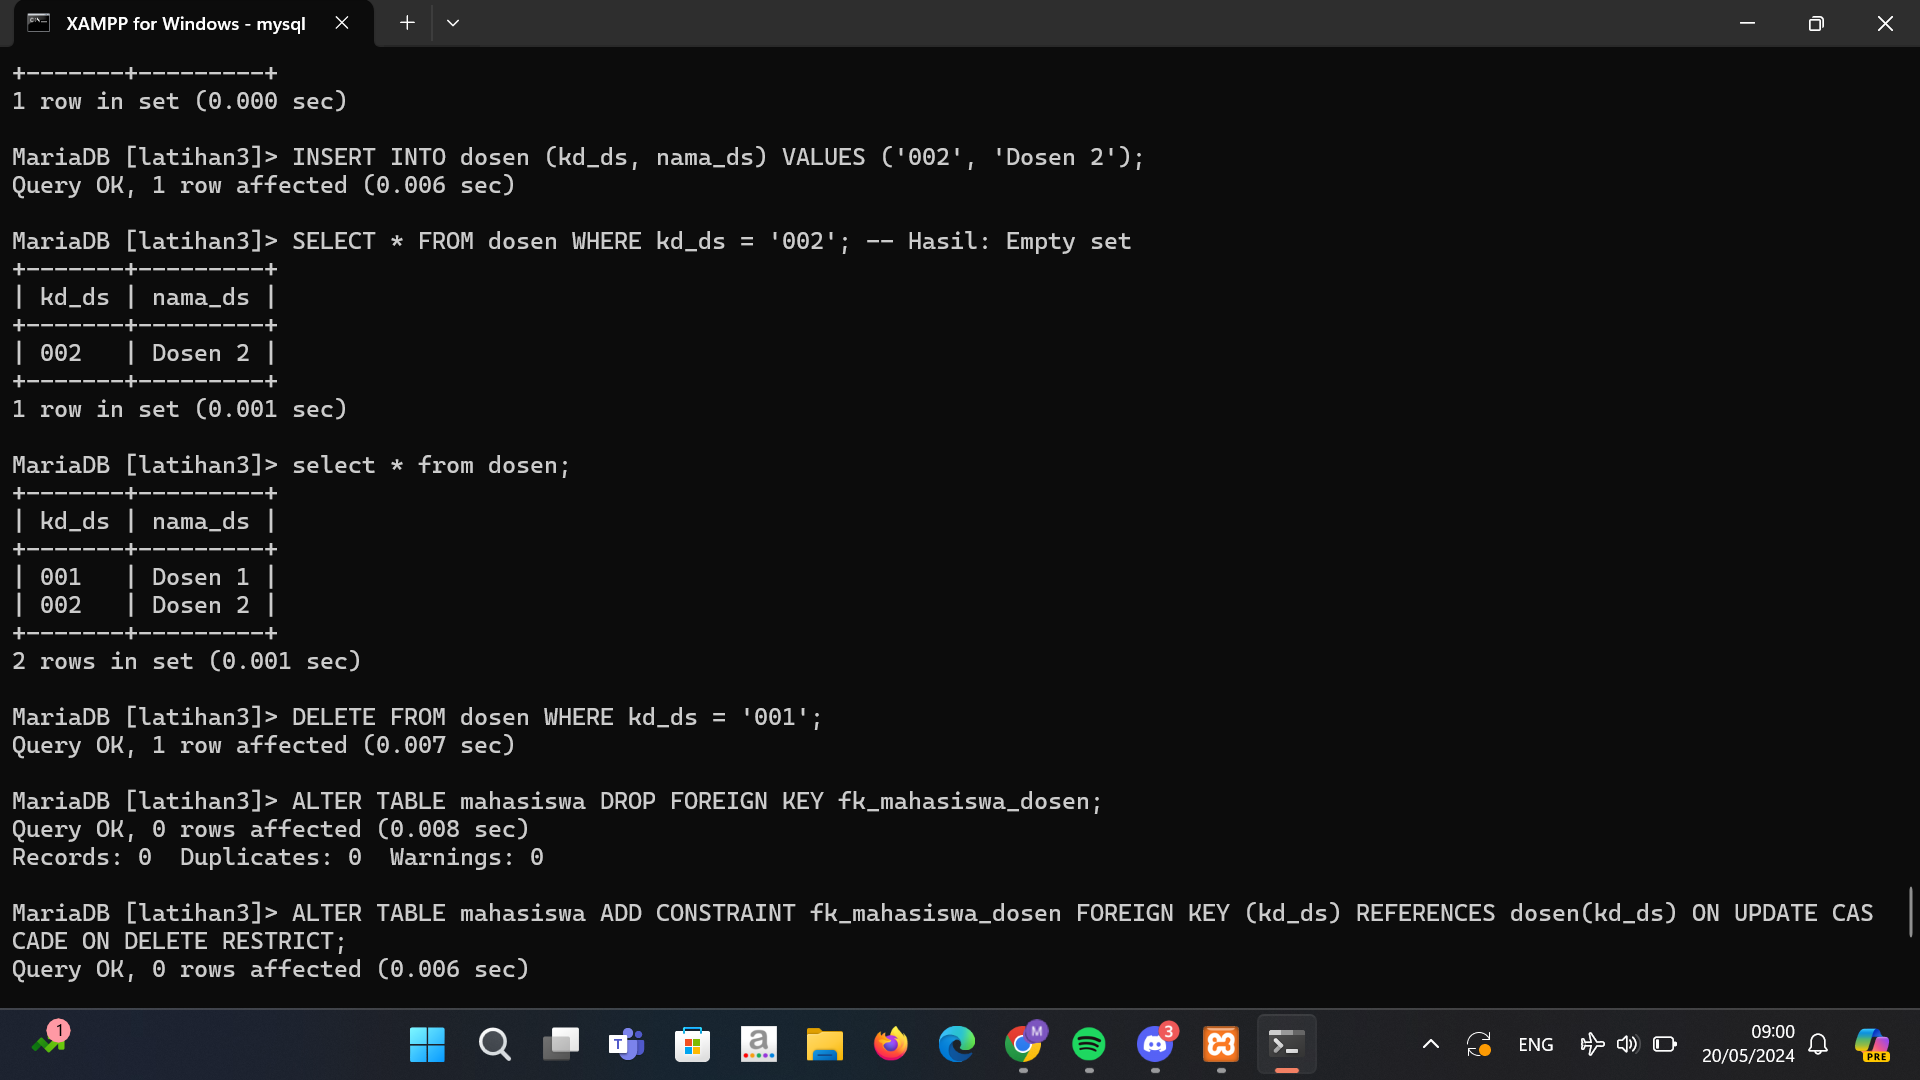 XAMPP for Windows - mysql
+-------+---------+
1 row in set (0.000 sec)
MariaDB [latihan3]> INSERT INTO dosen (kd_ds, nama_ds) VALUES ('002', 'Dosen 2');
Query OK, 1 row affected (0.006 sec)
MariaDB [latihan3]> SELECT * FROM dosen WHERE kd_ds = '002'; -- Hasil: Empty set
+-------+---------+
| kd_ds | nama_ds |
+-------+---------+
| 002   | Dosen 2 |
+-------+---------+
1 row in set (0.001 sec)
MariaDB [latihan3]> select * from dosen;
+-------+---------+
| kd_ds | nama_ds |
+-------+---------+
| 001   | Dosen 1 |
| 002   | Dosen 2 |
+-------+---------+
2 rows in set (0.001 sec)
MariaDB [latihan3]> DELETE FROM dosen WHERE kd_ds = '001';
Query OK, 1 row affected (0.007 sec)
MariaDB [latihan3]> ALTER TABLE mahasiswa DROP FOREIGN KEY fk_mahasiswa_dosen;
Query OK, 0 rows affected (0.008 sec)
Records: 0  Duplicates: 0  Warnings: 0
MariaDB [latihan3]> ALTER TABLE mahasiswa ADD CONSTRAINT fk_mahasiswa_dosen FOREIGN KEY (kd_ds) REFERENCES dosen(kd_ds) ON UPDATE CAS
CADE ON DELETE RESTRICT;
Query OK, 0 rows affected (0.006 sec)
1
T
a
M
3
ENG
09:00
20/05/2024
PRE